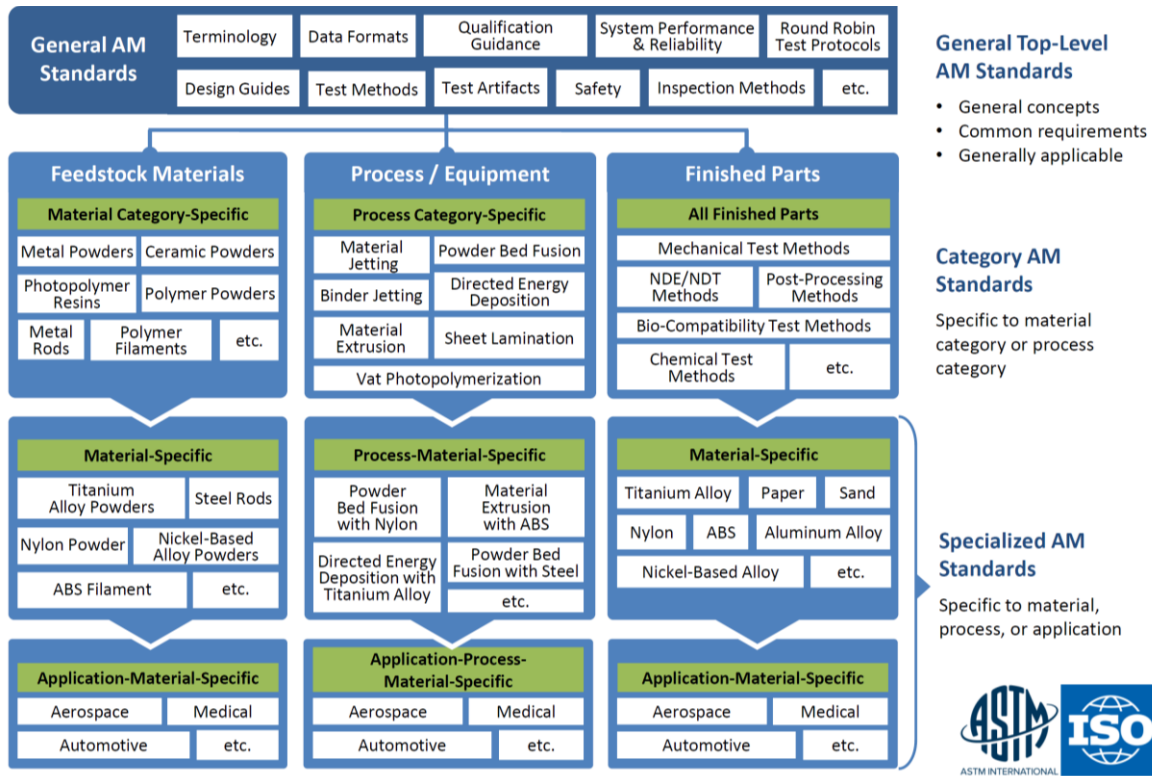 General AM
Standards
Terminology
Data Formats
Qualification
Guidance
System Performance
& Reliability
Round Robin
Test Protocols
Design Guides
Test Methods
Test Artifacts
Safety
Inspection Methods
etc.
General Top-Level
AM Standards
• General concepts
• Common requirements
• Generally applicable
Feedstock Materials
Material Category-Specific
Metal Powders
Ceramic Powders
Photopolymer
Resins
Polymer Powders
Metal
Rods
Polymer
Filaments
etc.
Process / Equipment
Process Category-Specific
Material
Jetting
Powder Bed Fusion
Binder Jetting
Directed Energy
Deposition
Material
Extrusion
Sheet Lamination
Vat Photopolymerization
Finished Parts
All Finished Parts
Mechanical Test Methods
NDE/NDT
Methods
Post-Processing
Methods
Bio-Compatibility Test Methods
Chemical Test
Methods
etc.
Category AM
Standards
Specific to material
category or process
category
Material-Specific
Titanium
Alloy Powders
Steel Rods
Nylon Powder
Nickel-Based
Alloy Powders
ABS Filament
etc.
Process-Material-Specific
Powder
Bed Fusion
with Nylon
Material
Extrusion
with ABS
Directed Energy
Deposition with
Titanium Alloy
Powder Bed
Fusion with Steel
etc.
Material-Specific
Titanium Alloy
Paper
Sand
Nylon
ABS
Aluminum Alloy
Nickel-Based Alloy
etc.
Specialized AM
Standards
Specific to material,
process, or application
Application-Material-Specific
Aerospace
Medical
Automotive
etc.
Application-Process-
Material-Specific
Aerospace
Medical
Automotive
etc.
Application-Material-Specific
Aerospace
Medical
Automotive
etc.
ASTM
ASTM INTERNATIONAL
ISO